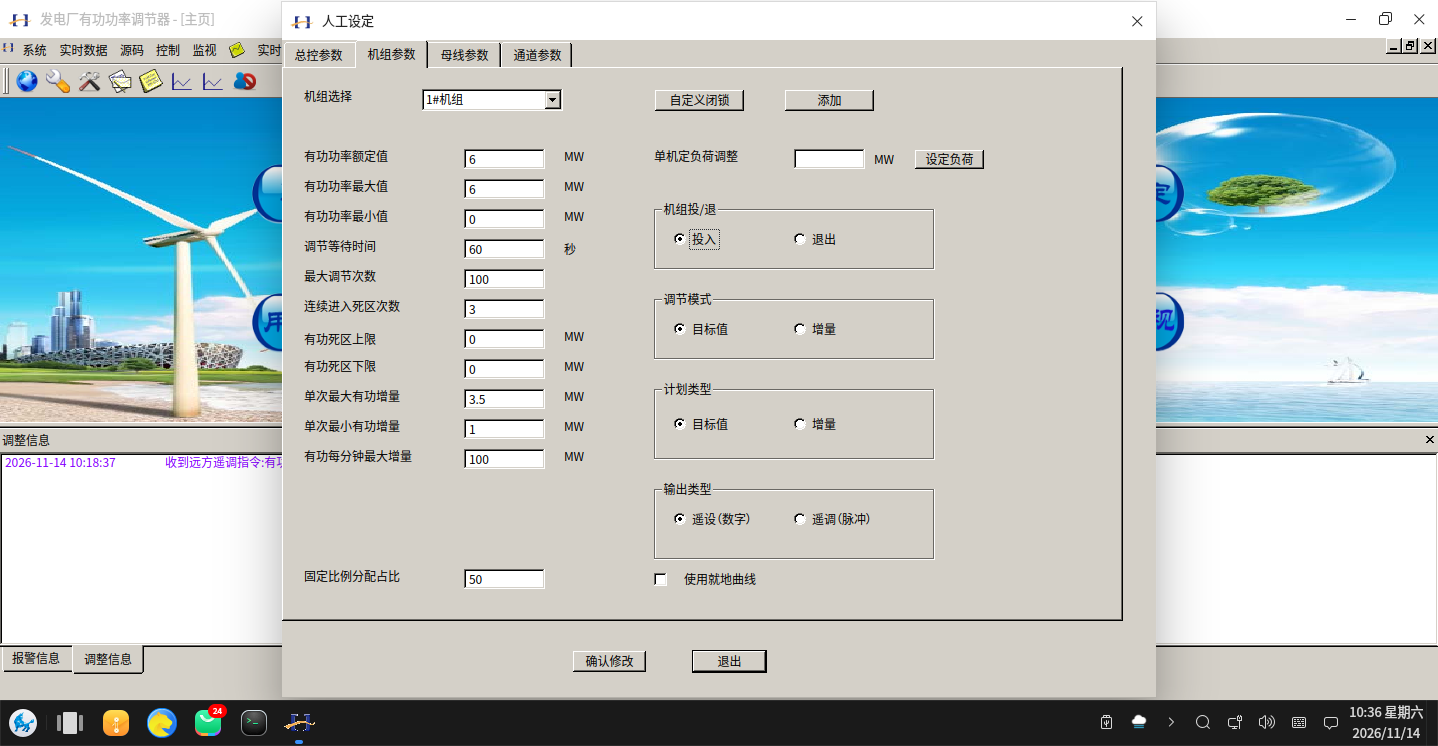 发电厂有功功率调节器 - [主页]
系统 实时数据 源码 控制 监视 实时
人工设定
总控参数 机组参数 母线参数 通道参数
机组选择 1#机组 自定义闭锁 添加
有功功率额定值 6 MW 单机定负荷调整 MW 设定负荷
有功功率最大值 6 MW
有功功率最小值 0 MW 机组投/退
调节等待时间 60 秒 投入 退出
最大调节次数 100
连续进入死区次数 3 调节模式
有功死区上限 0 MW 目标值 增量
有功死区下限 0 MW
单次最大有功增量 3.5 MW 计划类型
单次最小有功增量 1 MW 目标值 增量
有功每分钟最大增量 100 MW
输出类型
遥设(数字) 遥调(脉冲)
固定比例分配占比 50 使用就地曲线
确认修改 退出
定
用
现
调整信息
2026-11-14 10:18:37 收到远方遥调指令:有功
报警信息 调整信息
24
10:36 星期六
2026/11/14